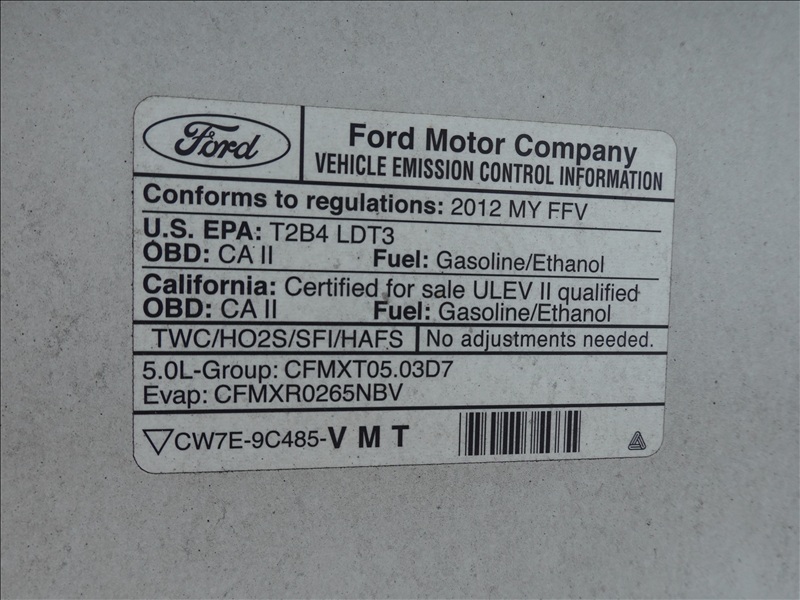 Ford
Ford Motor Company
VEHICLE EMISSION CONTROL INFORMATION
Conforms to regulations: 2012 MY FFV
U.S. EPA: T2B4 LDT3
OBD: CA II Fuel: Gasoline/Ethanol
California: Certified for sale ULEV II qualified
OBD: CA II Fuel: Gasoline/Ethanol
TWC/HO2S/SFI/HAFS No adjustments needed.
5.0L-Group: CFMXT05.03D7
Evap: CFMXR0265NBV
CW7E-9C485-VMT